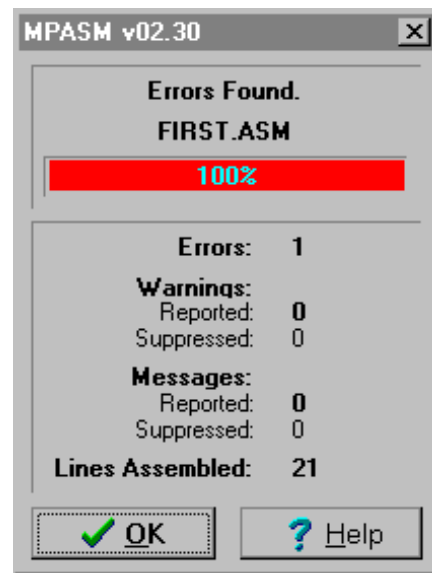 MPASM v02.30
Errors Found.
FIRST.ASM
100%
Errors: 1
Warnings:
Reported: 0
Suppressed: 0
Messages:
Reported: 0
Suppressed: 0
Lines Assembled: 21
OK
? Help